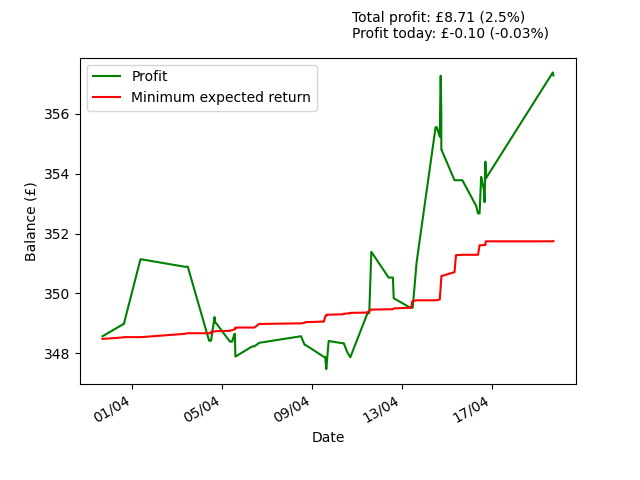 Total profit: £8.71 (2.5%)
Profit today: £-0.10 (-0.03%)
Profit
Minimum expected return
356
354
352
350
348
Balance (£)
01/04
05/04
09/04
13/04
17/04
Date